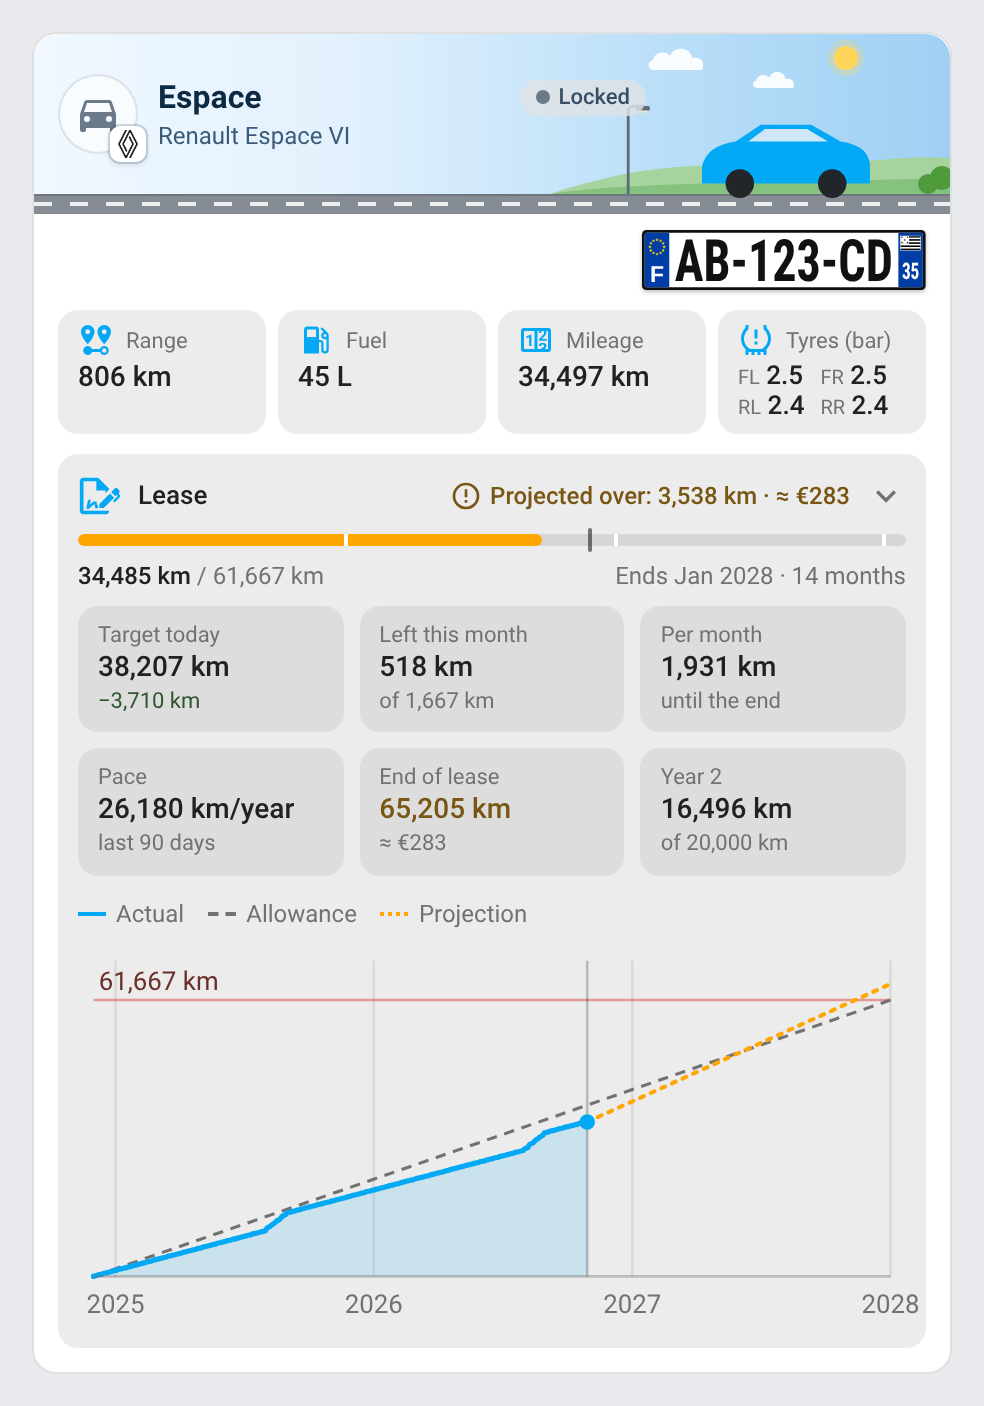 Espace
Renault Espace VI
Locked
F AB-123-CD 35
Range
806 km
Fuel
45 L
Mileage
34,497 km
Tyres (bar)
FL 2.5 FR 2.5
RL 2.4 RR 2.4
Lease
Projected over: 3,538 km · ≈ €283
34,485 km / 61,667 km
Ends Jan 2028 · 14 months
Target today
38,207 km
−3,710 km
Left this month
518 km
of 1,667 km
Per month
1,931 km
until the end
Pace
26,180 km/year
last 90 days
End of lease
65,205 km
≈ €283
Year 2
16,496 km
of 20,000 km
Actual
Allowance
Projection
61,667 km
2025 2026 2027 2028